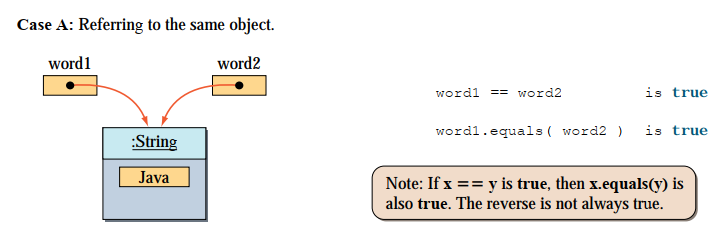 Case A: Referring to the same object.
word1
word2
:String
Java
word1 == word2 is true
word1.equals( word2 ) is true
Note: If x == y is true, then x.equals(y) is
also true. The reverse is not always true.